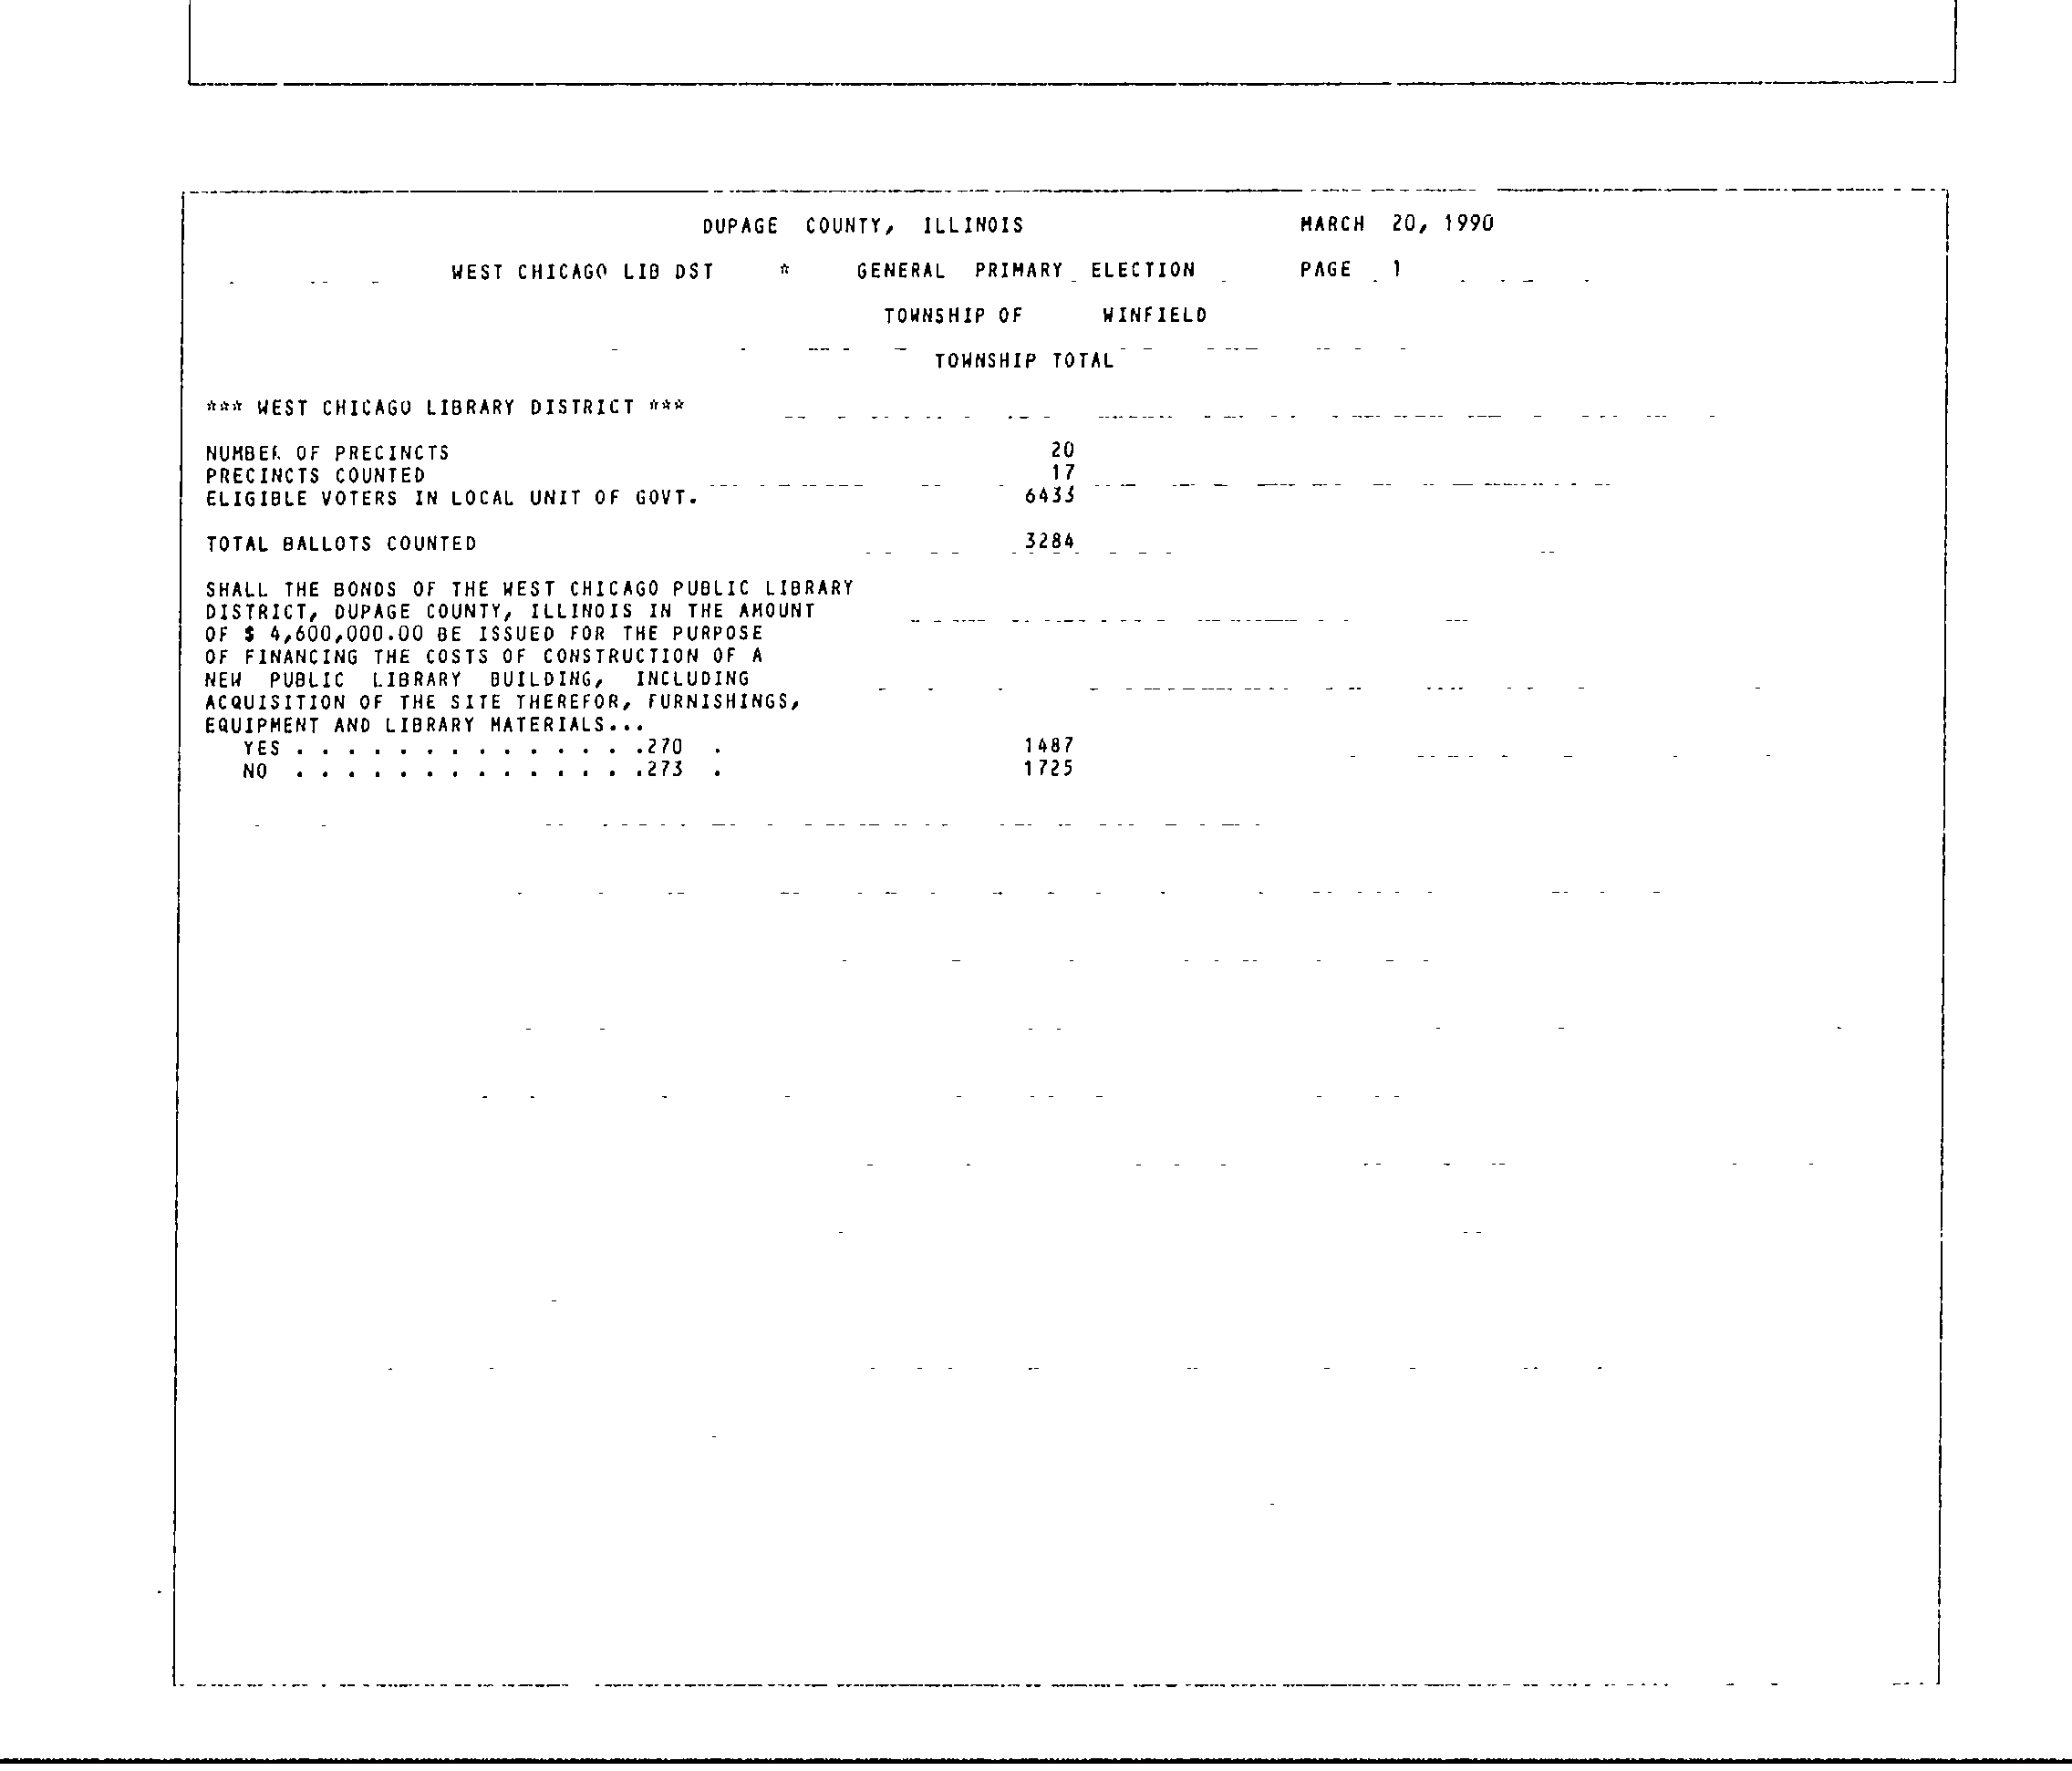 DUPAGE COUNTY, ILLINOIS MARCH 20, 1990
WEST CHICAGO LIB DST * GENERAL PRIMARY ELECTION PAGE 1
TOWNSHIP OF WINFIELD
TOWNSHIP TOTAL
*** WEST CHICAGO LIBRARY DISTRICT ***
NUMBER OF PRECINCTS 20
PRECINCTS COUNTED 17
ELIGIBLE VOTERS IN LOCAL UNIT OF GOVT. 6433
TOTAL BALLOTS COUNTED 3284
SHALL THE BONDS OF THE WEST CHICAGO PUBLIC LIBRARY
DISTRICT, DUPAGE COUNTY, ILLINOIS IN THE AMOUNT
OF $ 4,600,000.00 BE ISSUED FOR THE PURPOSE
OF FINANCING THE COSTS OF CONSTRUCTION OF A
NEW PUBLIC LIBRARY BUILDING, INCLUDING
ACQUISITION OF THE SITE THEREFOR, FURNISHINGS,
EQUIPMENT AND LIBRARY MATERIALS...
YES . . . . . . . . . . . . . .270 . 1487
NO . . . . . . . . . . . . . .273 . 1725